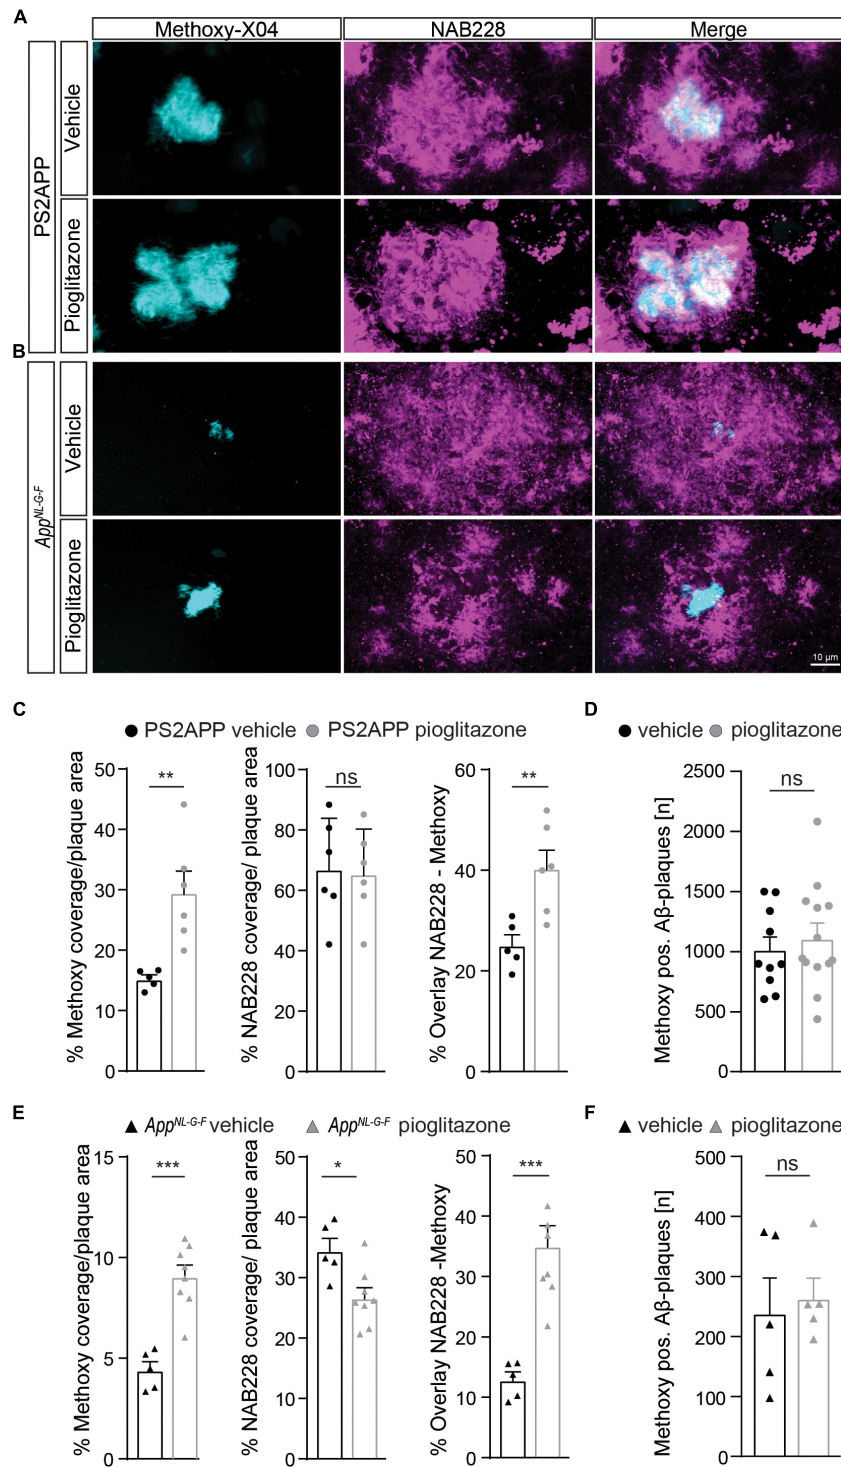 A
Methoxy-X04 NAB228 Merge
PS2APP
Vehicle
Pioglitazone
B
App^NL-G-F
Vehicle
Pioglitazone
10 µm
C
● PS2APP vehicle ● PS2APP pioglitazone
% Methoxy coverage/plaque area
50
40
30
20
10
0
**
% NAB228 coverage/ plaque area
100
80
60
40
20
0
ns
% Overlay NAB228 - Methoxy
60
40
20
0
**
D
● vehicle ● pioglitazone
Methoxy pos. Aβ-plaques [n]
2500
2000
1500
1000
500
0
ns
E
▲ App^NL-G-F vehicle ▲ App^NL-G-F pioglitazone
% Methoxy coverage/plaque area
15
10
5
0
***
% NAB228 coverage/ plaque area
50
40
30
20
10
0
*
% Overlay NAB228 -Methoxy
50
40
30
20
10
0
***
F
▲ vehicle ▲ pioglitazone
Methoxy pos. Aβ-plaques [n]
500
400
300
200
100
0
ns